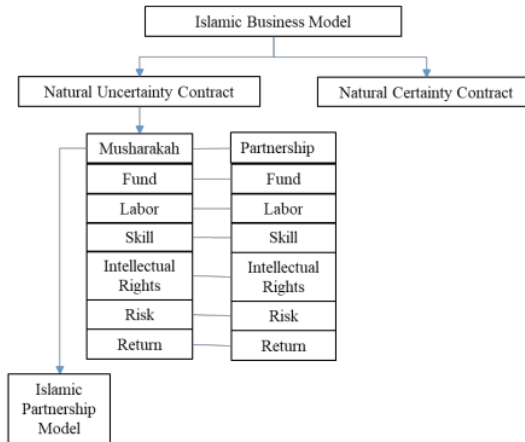 Islamic Business Model
Natural Uncertainty Contract
Natural Certainty Contract
Musharakah
Partnership
Fund
Fund
Labor
Labor
Skill
Skill
Intellectual
Rights
Intellectual
Rights
Risk
Risk
Return
Return
Islamic
Partnership
Model